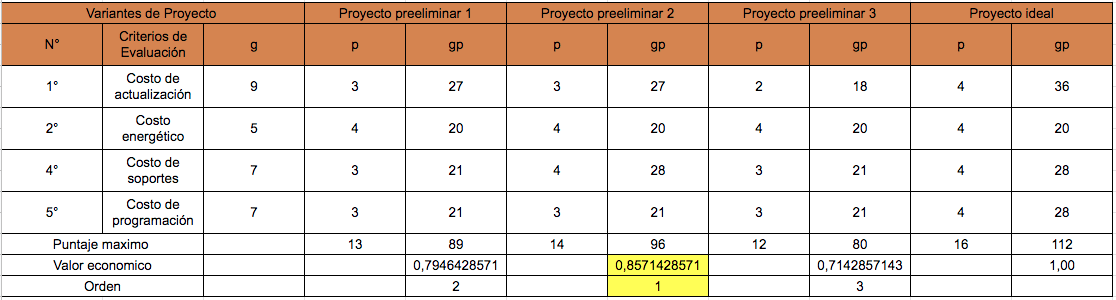 Variantes de Proyecto Proyecto preeliminar 1 Proyecto preeliminar 2 Proyecto preeliminar 3 Proyecto ideal
N° Criterios de Evaluación g p gp p gp p gp p gp
1° Costo de actualización 9 3 27 3 27 2 18 4 36
2° Costo energético 5 4 20 4 20 4 20 4 20
4° Costo de soportes 7 3 21 4 28 3 21 4 28
5° Costo de programación 7 3 21 3 21 3 21 4 28
Puntaje maximo 13 89 14 96 12 80 16 112
Valor economico 0,7946428571 0,8571428571 0,7142857143 1,00
Orden 2 1 3